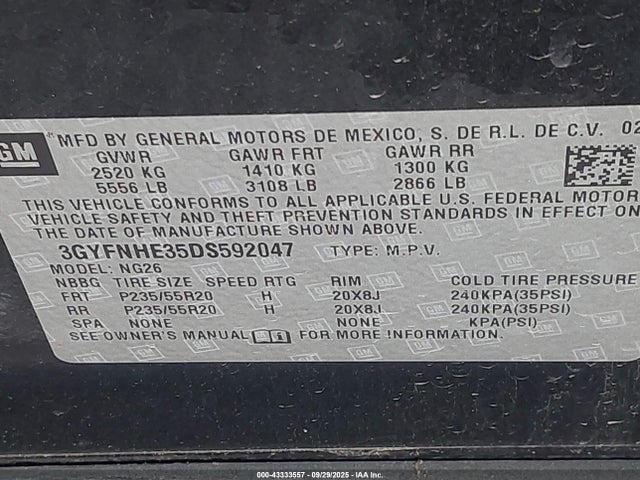 GM
MFD BY GENERAL MOTORS DE MEXICO, S. DE R.L. DE C.V. 02
GVWR GAWR FRT GAWR RR
2520 KG 1410 KG 1300 KG
5556 LB 3108 LB 2866 LB
THIS VEHICLE CONFORMS TO ALL APPLICABLE U.S. FEDERAL MOTOR
VEHICLE SAFETY AND THEFT PREVENTION STANDARDS IN EFFECT ON
THE DATE OF MANUFACTURE SHOWN ABOVE.
3GYFNHE35DS592047 TYPE: M.P.V.
MODEL: NG26
NBBG TIRE SIZE SPEED RTG RIM COLD TIRE PRESSURE
FRT P235/55R20 H 20X8J 240KPA(35PSI)
RR P235/55R20 H 20X8J 240KPA(35PSI)
SPA NONE NONE KPA(PSI)
SEE OWNER'S MANUAL FOR MORE INFORMATION.
000-43333557 - 09/29/2025 - IAA Inc.